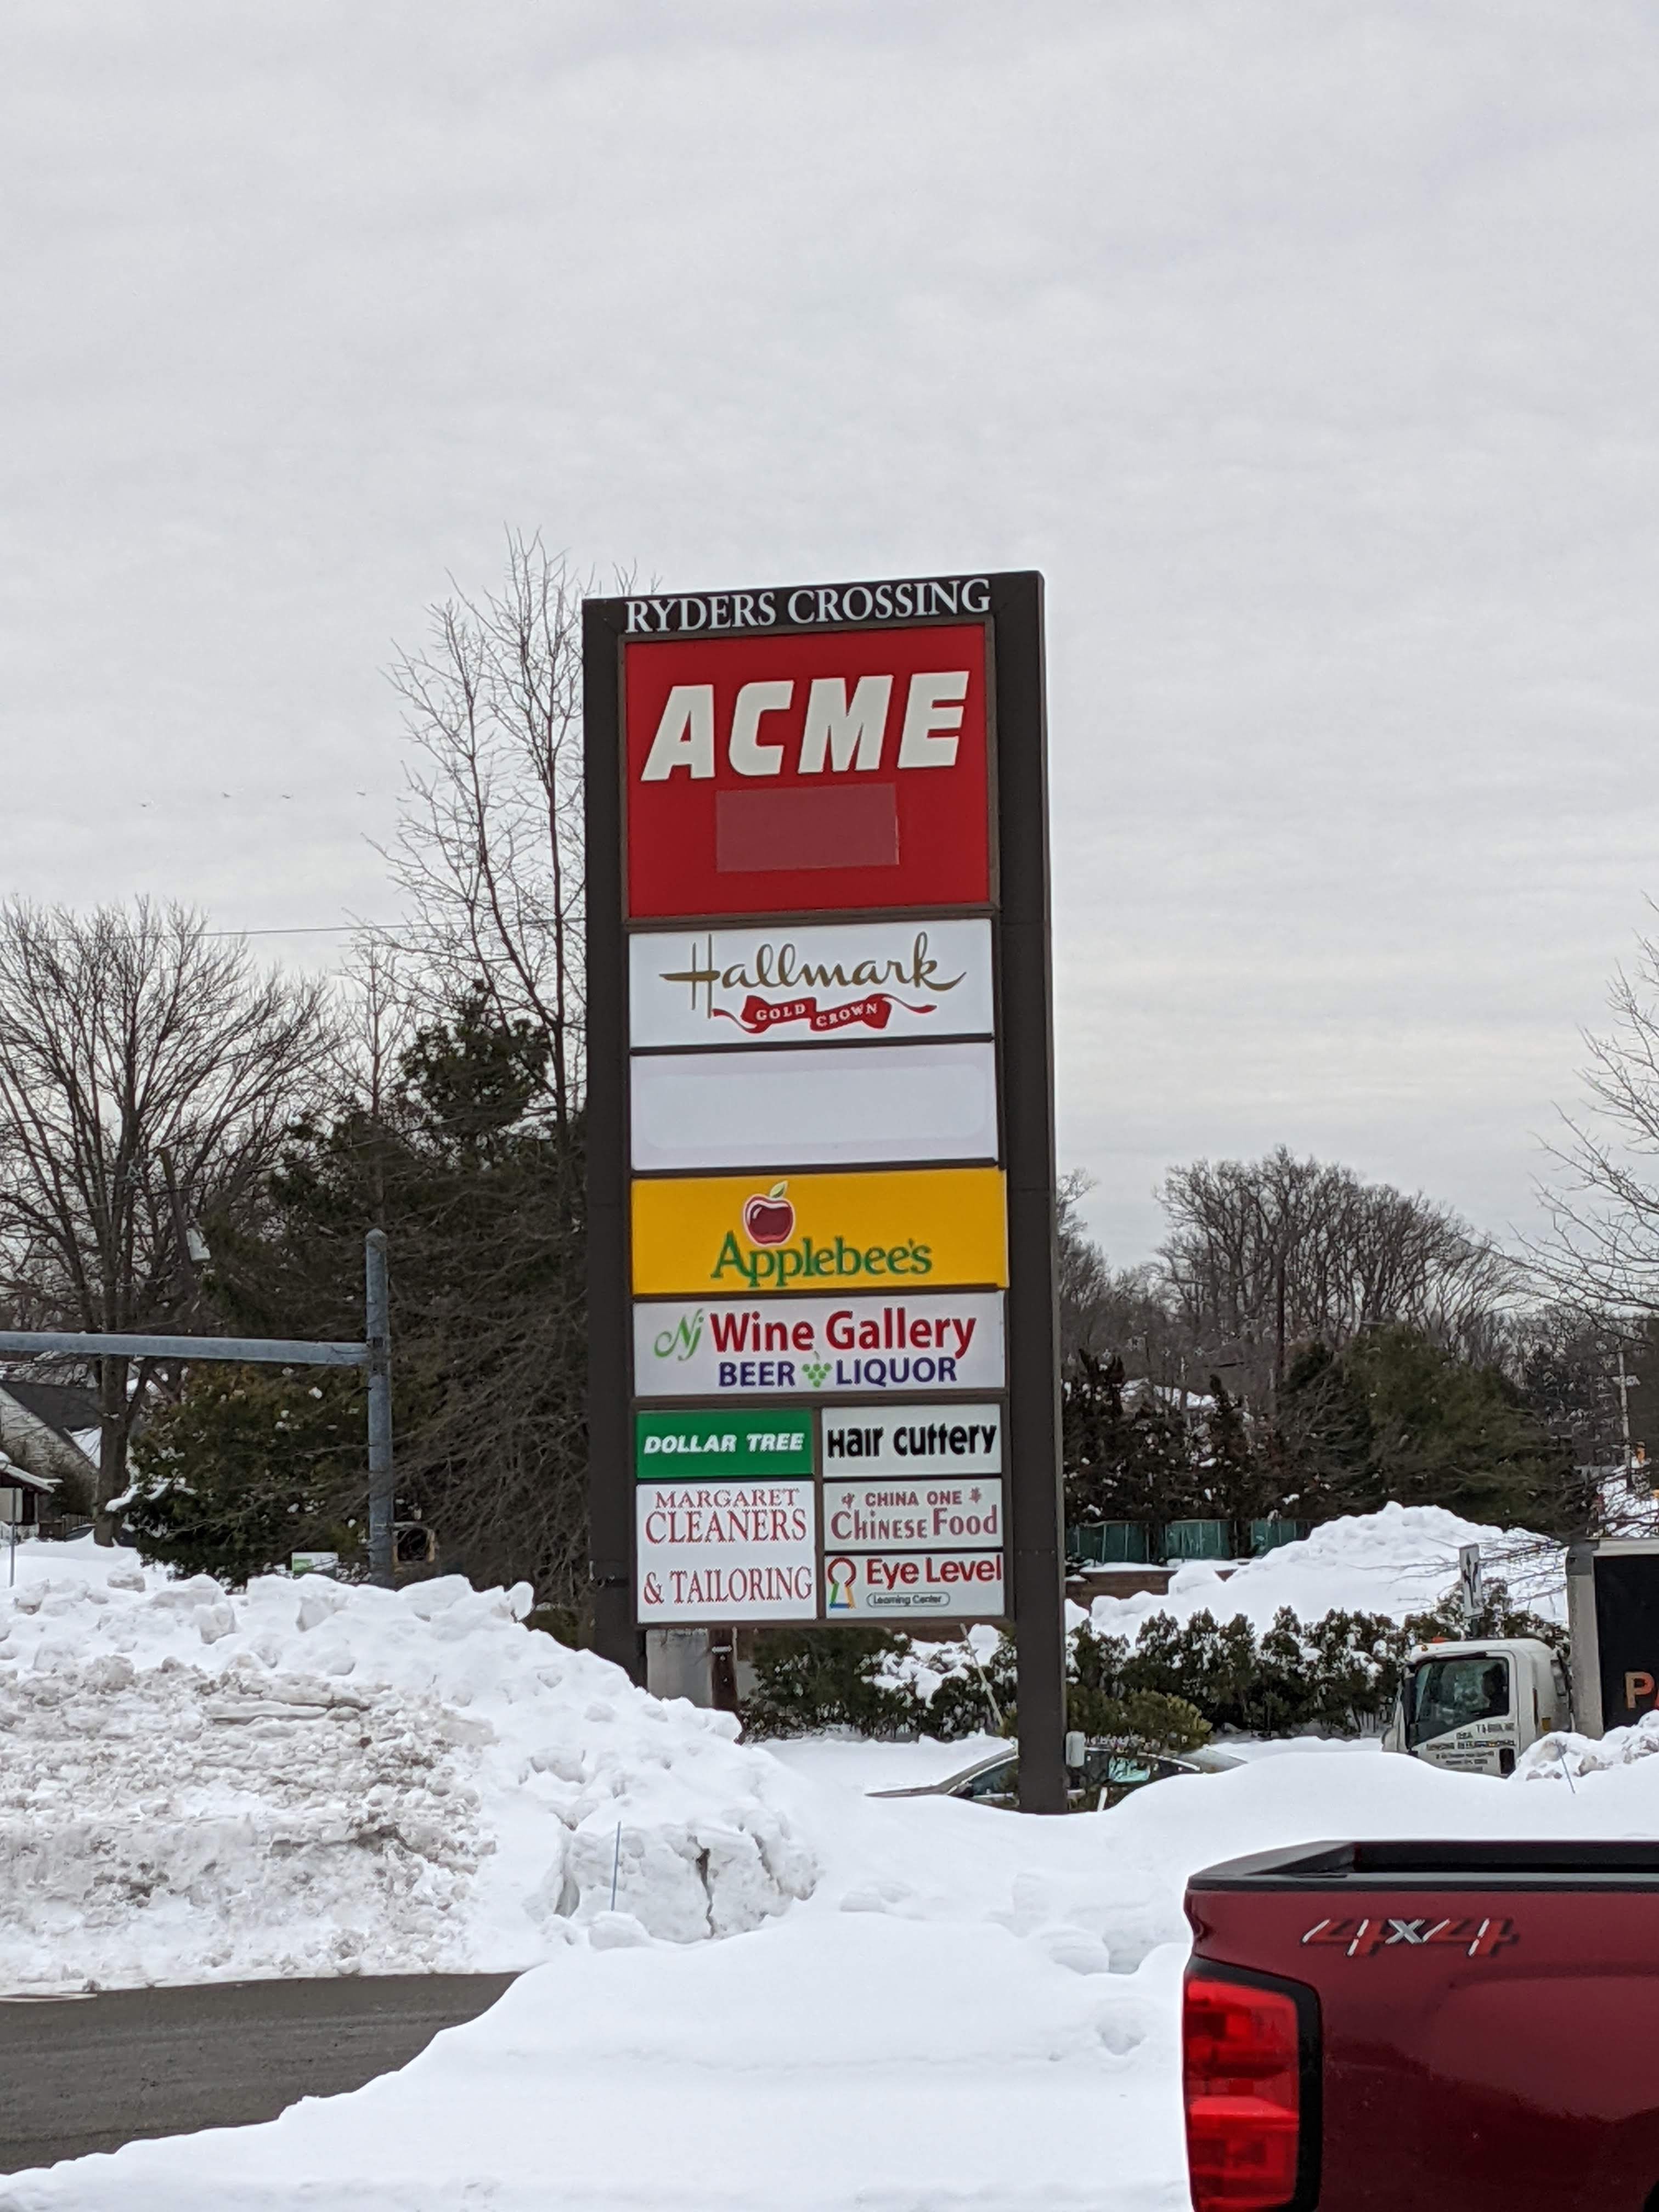 RYDERS CROSSING
ACME
Hallmark
GOLD CROWN
Applebee's
NJ Wine Gallery
BEER LIQUOR
DOLLAR TREE
Hair Cuttery
MARGARET
CLEANERS
& TAILORING
CHINA ONE
CHINESE FOOD
Eye Level
Learning Center
4x4